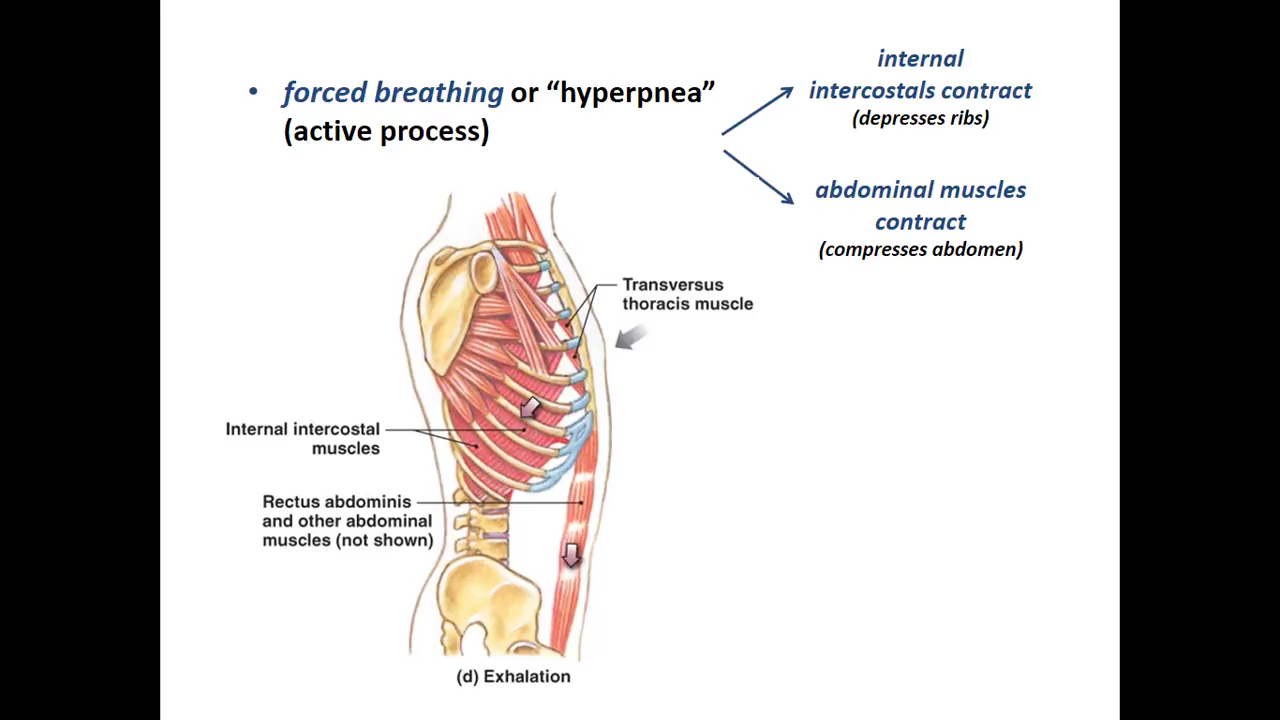 • forced breathing or “hyperpnea”
(active process)
internal
intercostals contract
(depresses ribs)
abdominal muscles
contract
(compresses abdomen)
Transversus
thoracis muscle
Internal intercostal
muscles
Rectus abdominis
and other abdominal
muscles (not shown)
(d) Exhalation